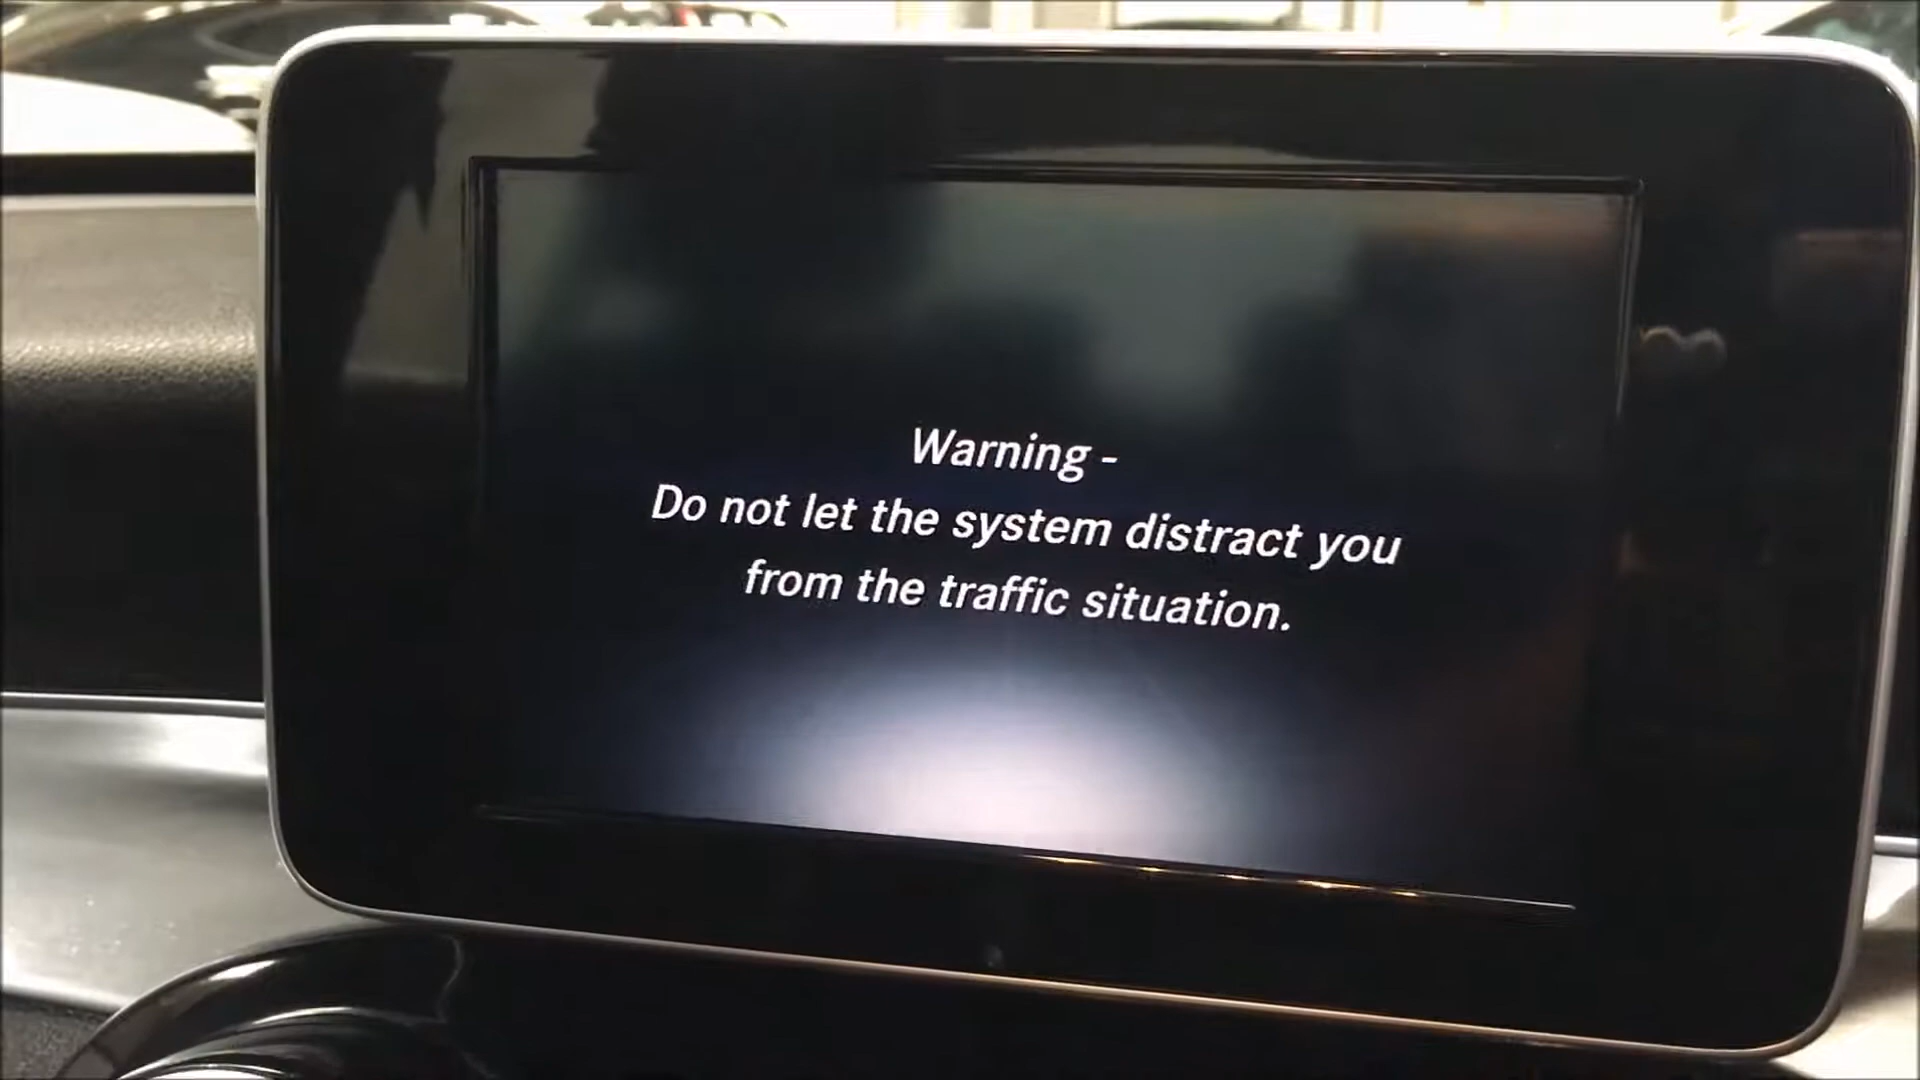 Warning -
Do not let the system distract you
from the traffic situation.